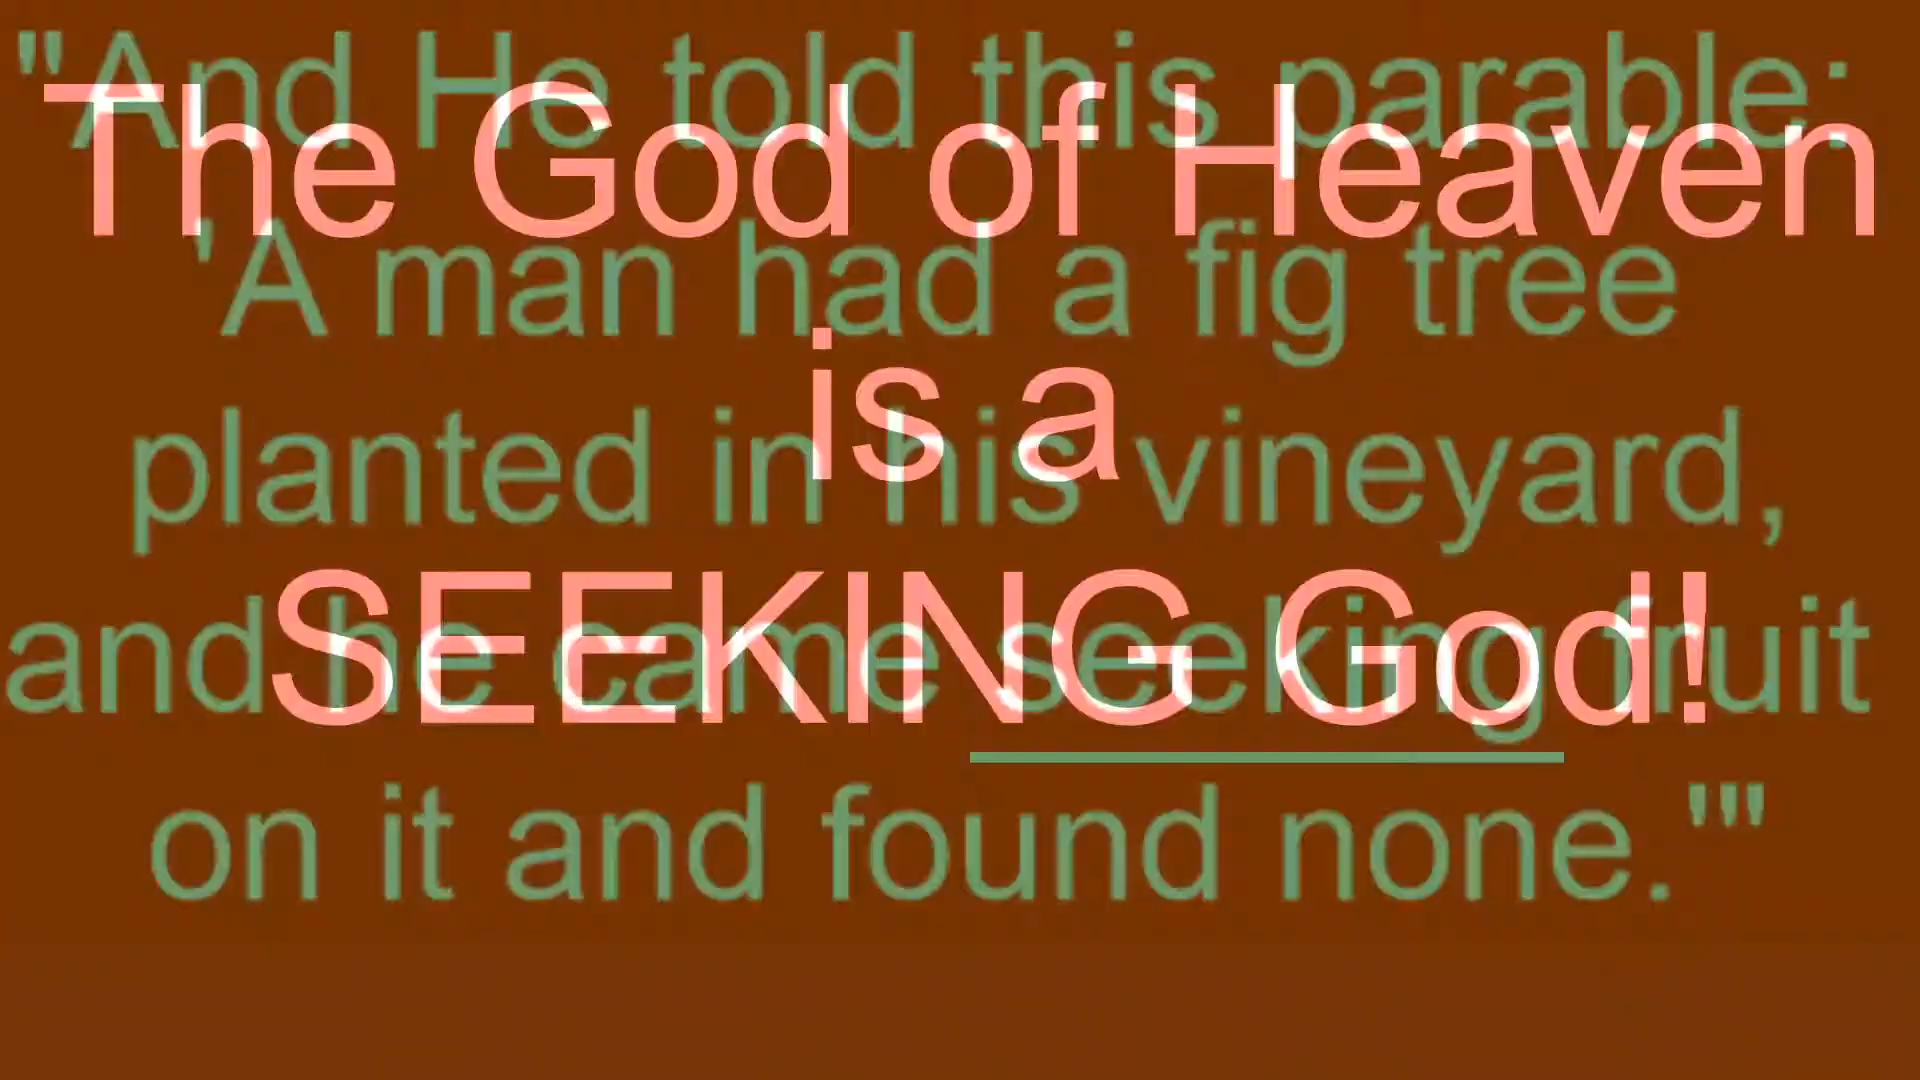 "And He told this parable:
'A man had a fig tree
planted in his vineyard,
and he came seeking fruit
on it and found none.'"
The God of Heaven
is a
SEEKING God!